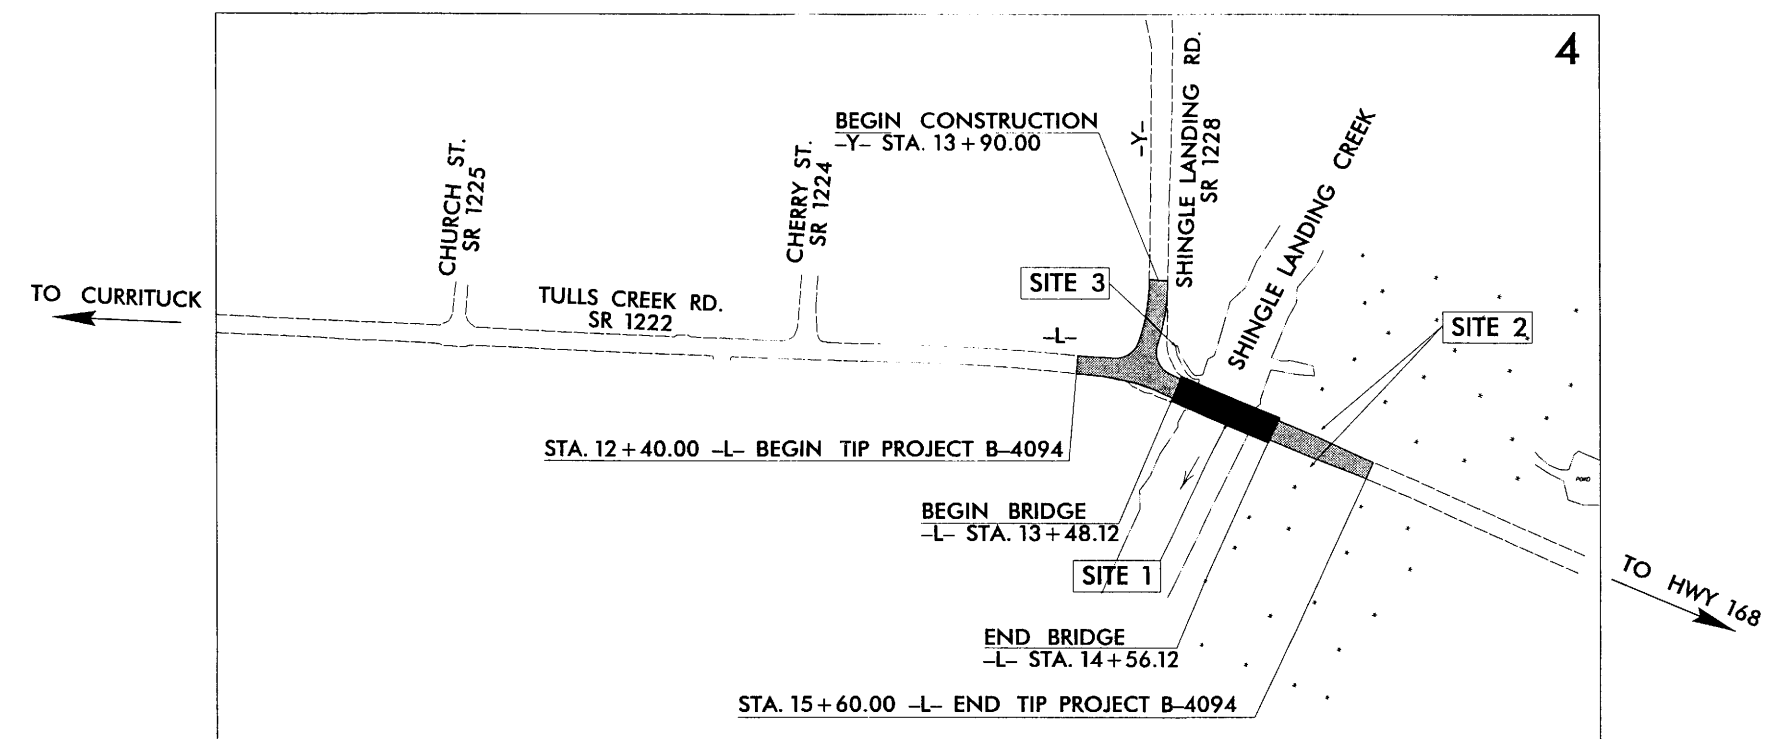 4
BEGIN CONSTRUCTION
-Y- STA. 13+90.00
-Y-
SHINGLE LANDING RD.
SR 1228
SHINGLE LANDING CREEK
CHURCH ST.
SR 1225
CHERRY ST.
SR 1224
TO CURRITUCK
TULLS CREEK RD.
SR 1222
SITE 3
-L-
SITE 2
STA. 12+40.00 -L- BEGIN TIP PROJECT B-4094
POND
BEGIN BRIDGE
-L- STA. 13+48.12
SITE 1
TO HWY 168
END BRIDGE
-L- STA. 14+56.12
STA. 15+60.00 -L- END TIP PROJECT B-4094